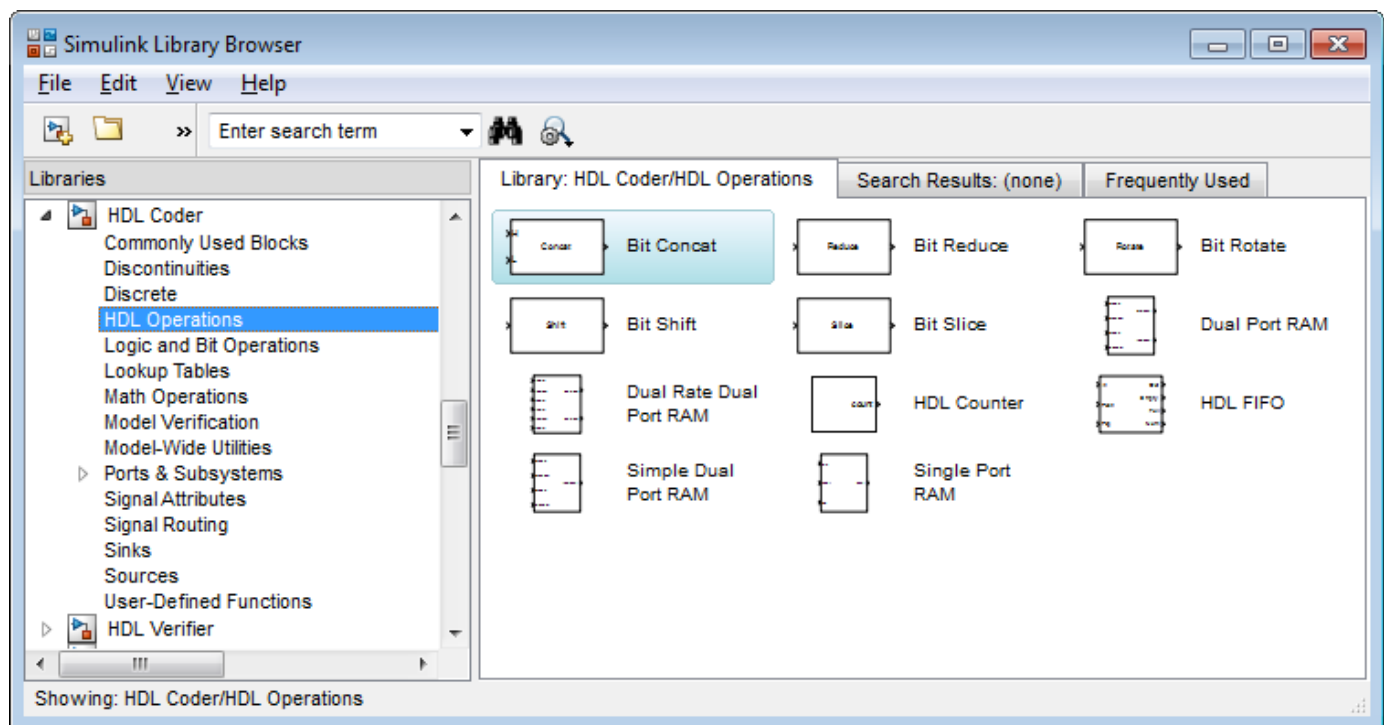 Simulink Library Browser
File Edit View Help
» Enter search term
Libraries
HDL Coder
Commonly Used Blocks
Discontinuities
Discrete
HDL Operations
Logic and Bit Operations
Lookup Tables
Math Operations
Model Verification
Model-Wide Utilities
Ports & Subsystems
Signal Attributes
Signal Routing
Sinks
Sources
User-Defined Functions
HDL Verifier
Library: HDL Coder/HDL Operations Search Results: (none) Frequently Used
Concat Bit Concat Reduce Bit Reduce Rotate Bit Rotate
Shift Bit Shift Slice Bit Slice Dual Port RAM
Dual Rate Dual
Port RAM
count HDL Counter HDL FIFO
Simple Dual
Port RAM
Single Port
RAM
Showing: HDL Coder/HDL Operations